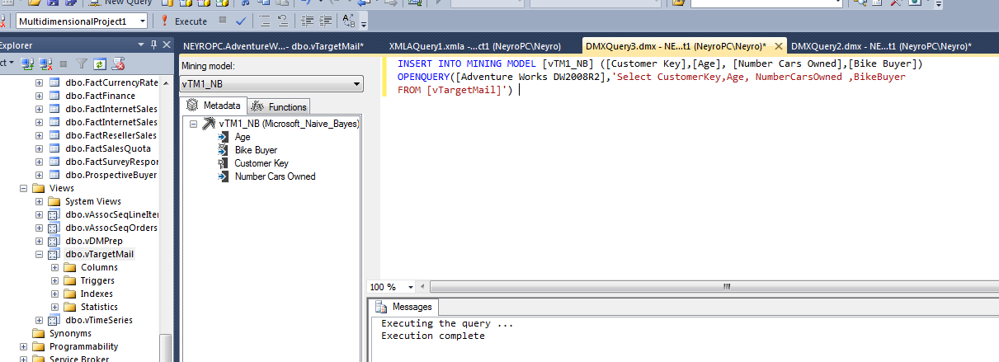 New Query
MultidimensionalProject1
Execute
Explorer
NEYROPC.AdventureW...- dbo.vTargetMail*
XMLAQuery1.xmla -...ct1 (NeyroPC\Neyro)
DMXQuery3.dmx - NE...t1 (NeyroPC\Neyro)*
DMXQuery2.dmx - NE...t1 (NeyroPC\Neyro)*
dbo.FactCurrencyRate
dbo.FactFinance
dbo.FactInternetSales
dbo.FactInternetSales
dbo.FactResellerSales
dbo.FactSalesQuota
dbo.FactSurveyRespor
dbo.ProspectiveBuyer
Views
System Views
dbo.vAssocSeqLineIter
dbo.vAssocSeqOrders
dbo.vDMPrep
dbo.vTargetMail
Columns
Triggers
Indexes
Statistics
dbo.vTimeSeries
Synonyms
Programmability
Service Broker
Mining model:
vTM1_NB
Metadata
Functions
vTM1_NB (Microsoft_Naive_Bayes)
Age
Bike Buyer
Customer Key
Number Cars Owned
INSERT INTO MINING MODEL [vTM1_NB] ([Customer Key],[Age], [Number Cars Owned],[Bike Buyer])
OPENQUERY([Adventure Works DW2008R2],'Select CustomerKey,Age, NumberCarsOwned ,BikeBuyer
FROM [vTargetMail]')
100 %
Messages
Executing the query ...
Execution complete